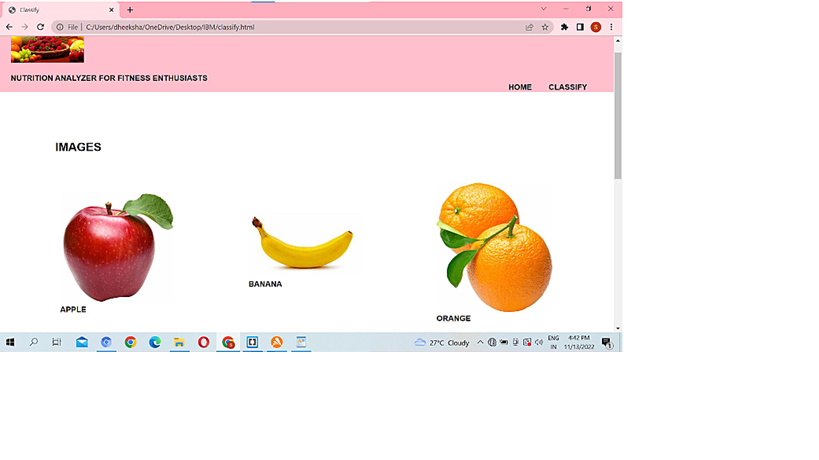 Classify
File
C:/Users/dheeksha/OneDrive/Desktop/IBM/classify.html
NUTRITION ANALYZER FOR FITNESS ENTHUSIASTS
HOME CLASSIFY
IMAGES
APPLE
BANANA
ORANGE
27°C Cloudy
ENG
IN
4:42 PM
11/13/2022